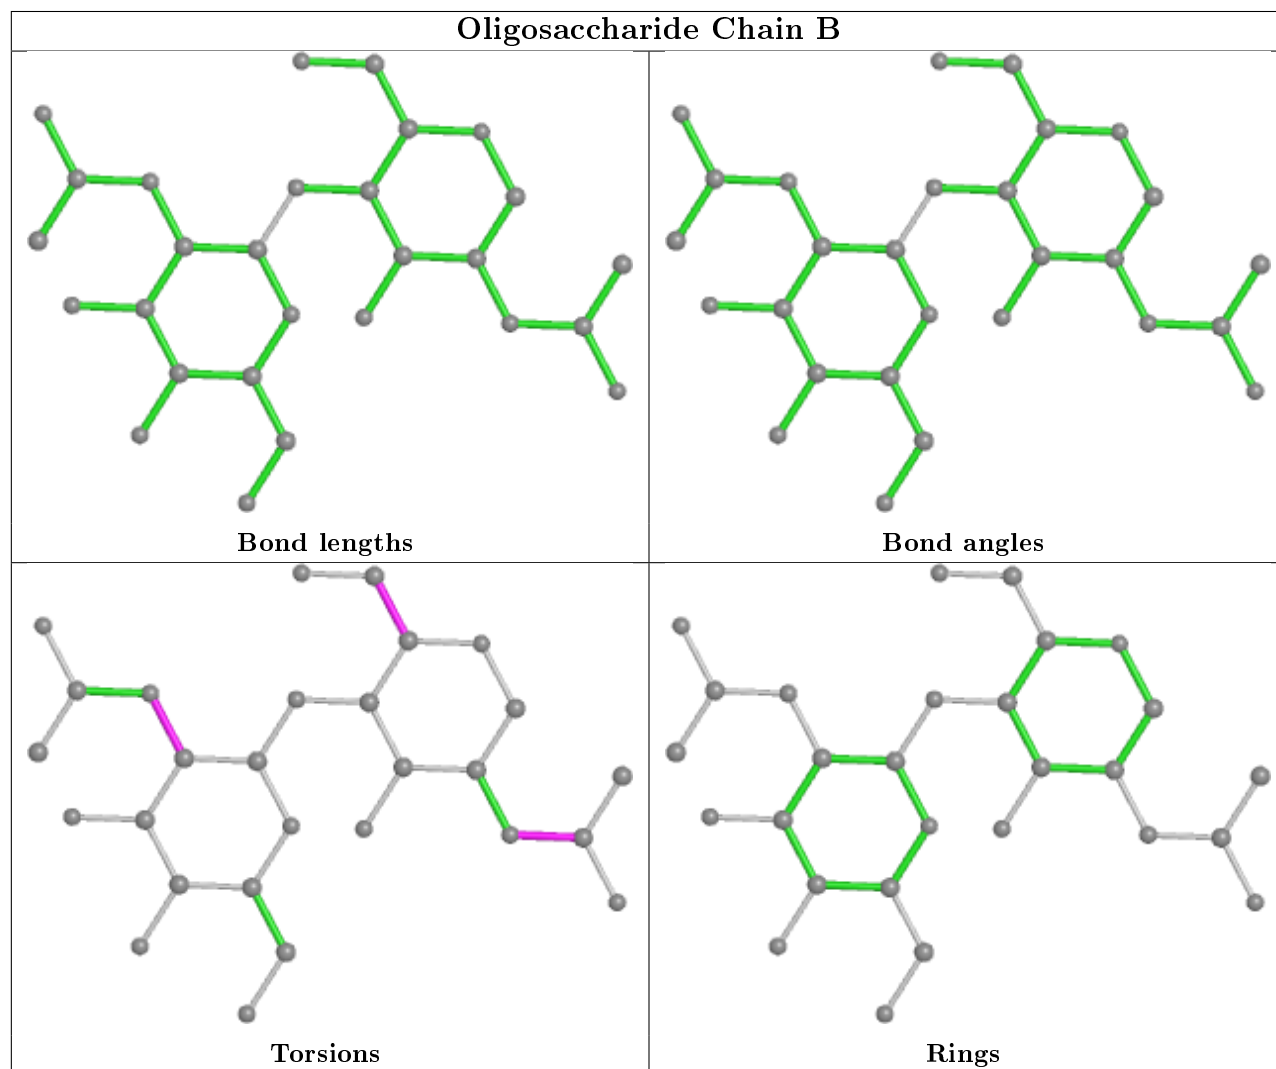 Oligosaccharide Chain B
Bond lengths
Bond angles
Torsions
Rings